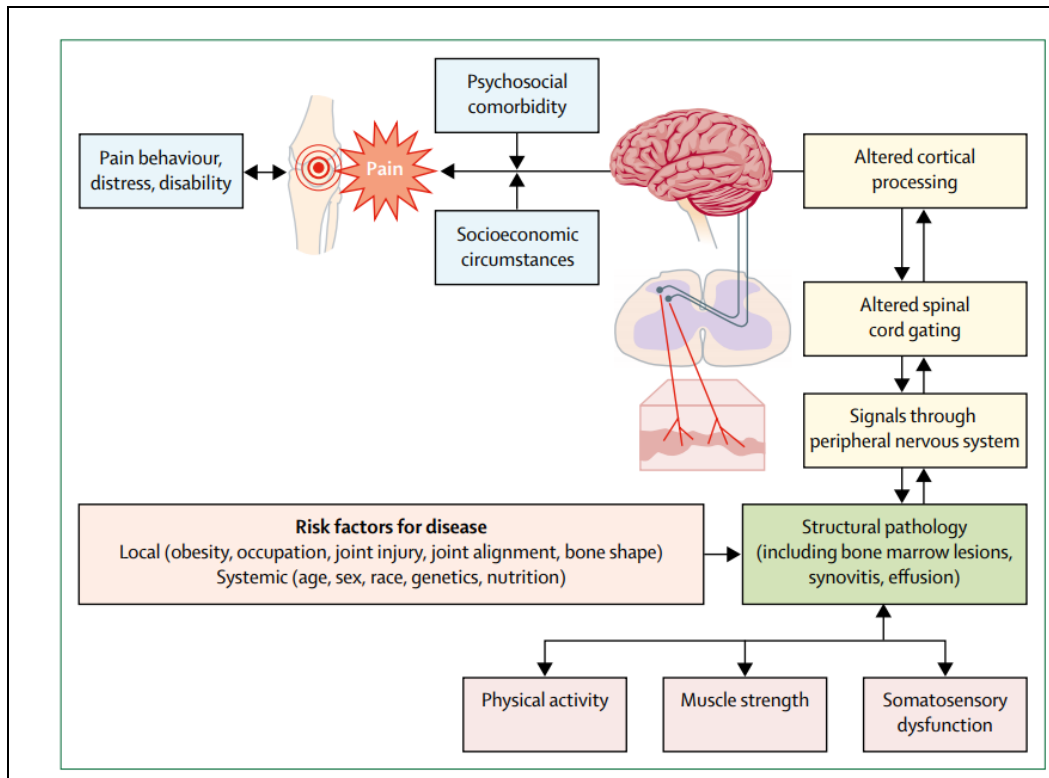 Psychosocial
comorbidity
Pain behaviour,
distress, disability
Pain
Altered cortical
processing
Socioeconomic
circumstances
Altered spinal
cord gating
Signals through
peripheral nervous system
Risk factors for disease
Local (obesity, occupation, joint injury, joint alignment, bone shape)
Systemic (age, sex, race, genetics, nutrition)
Structural pathology
(including bone marrow lesions,
synovitis, effusion)
Physical activity
Muscle strength
Somatosensory
dysfunction